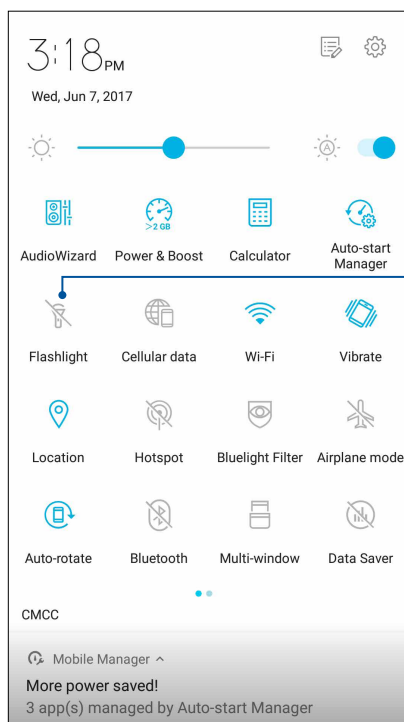 3:18 PM
Wed, Jun 7, 2017
A
>2 GB
AudioWizard Power & Boost Calculator Auto-start
Manager
Flashlight Cellular data Wi-Fi Vibrate
Location Hotspot Bluelight Filter Airplane mode
Auto-rotate Bluetooth Multi-window Data Saver
CMCC
Mobile Manager
More power saved!
3 app(s) managed by Auto-start Manager